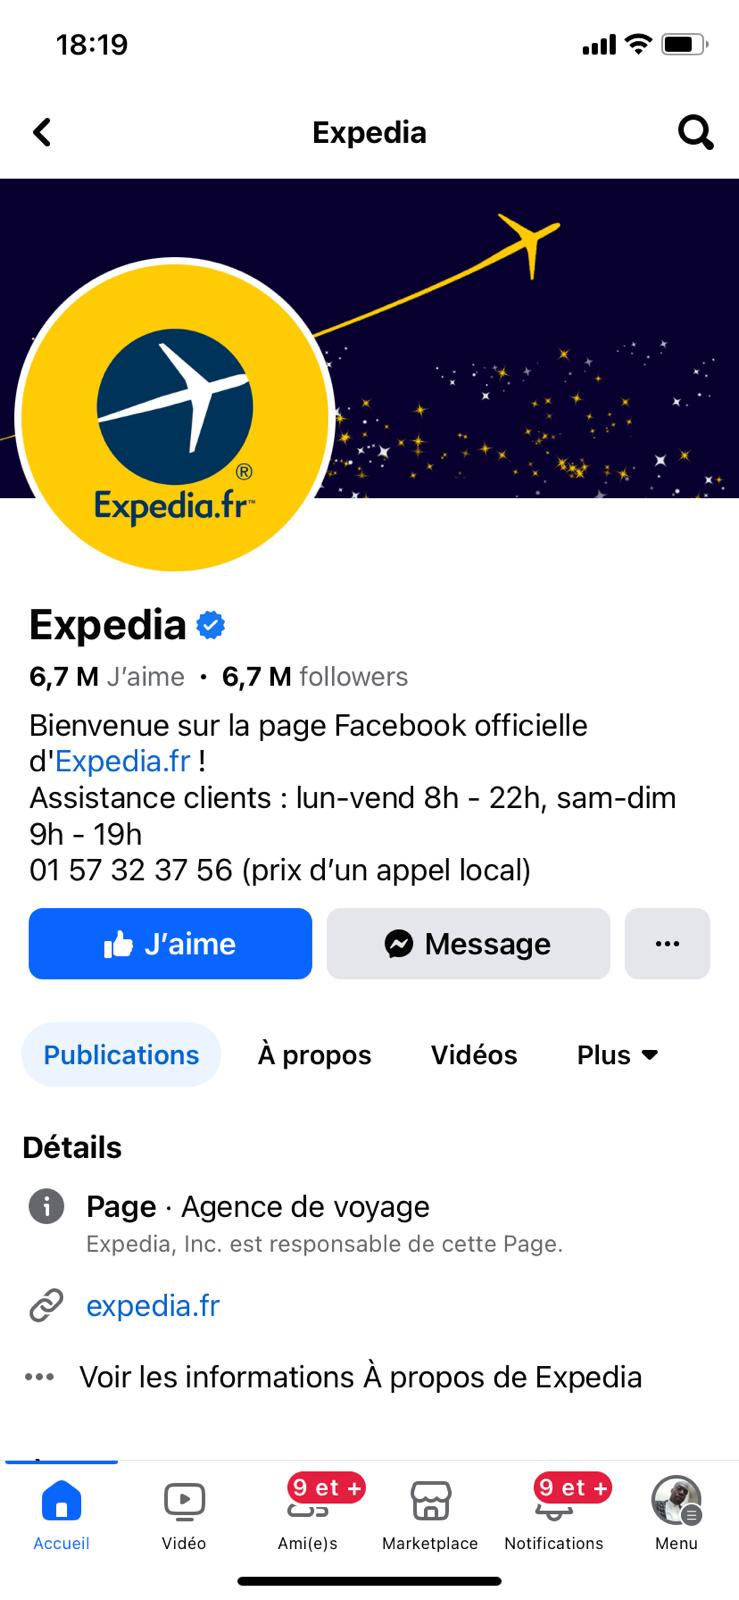 18:19
Expedia
®
Expedia.fr™
Expedia
6,7 M J’aime · 6,7 M followers
Bienvenue sur la page Facebook officielle
d'Expedia.fr !
Assistance clients : lun-vend 8h - 22h, sam-dim
9h - 19h
01 57 32 37 56 (prix d’un appel local)
J’aime
Message
Publications
À propos
Vidéos
Plus
Détails
Page · Agence de voyage
Expedia, Inc. est responsable de cette Page.
expedia.fr
Voir les informations À propos de Expedia
9 et +
9 et +
Accueil
Vidéo
Ami(e)s
Marketplace
Notifications
Menu